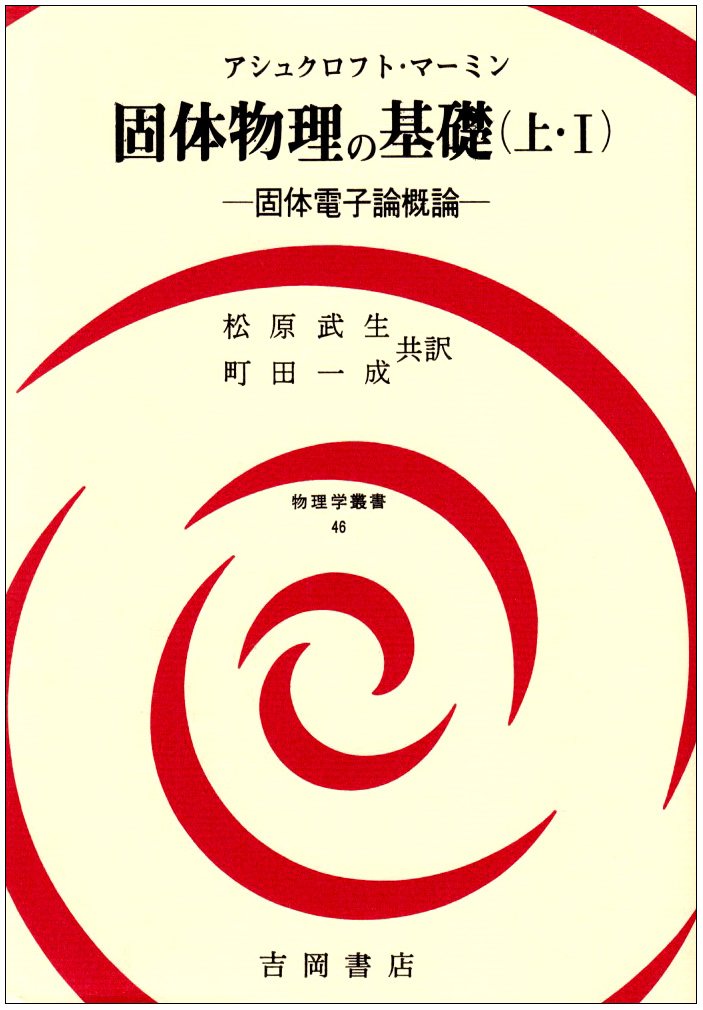 アシュクロフト・マーミン
固体物理の基礎(上・I)
―固体電子論概論―
松原武生
町田一成
共訳
物理学叢書
46
吉岡書店